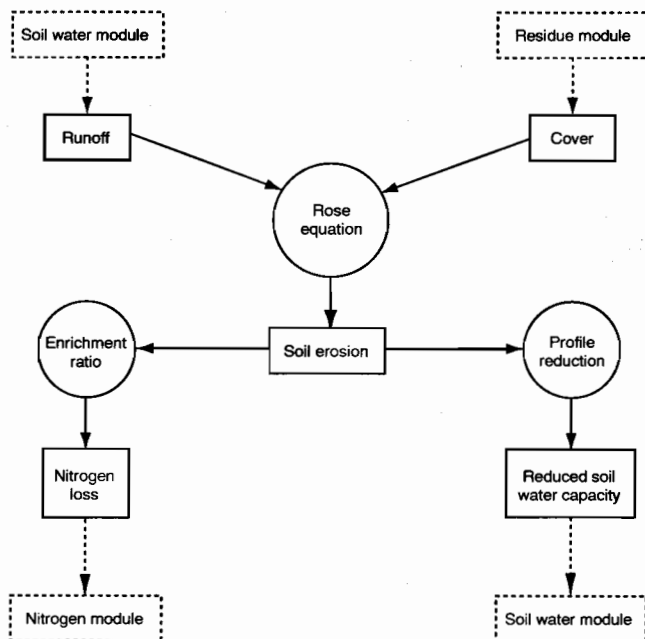 Soil water module
Residue module
Runoff
Cover
Rose
equation
Enrichment
ratio
Soil erosion
Profile
reduction
Nitrogen
loss
Reduced soil
water capacity
Nitrogen module
Soil water module